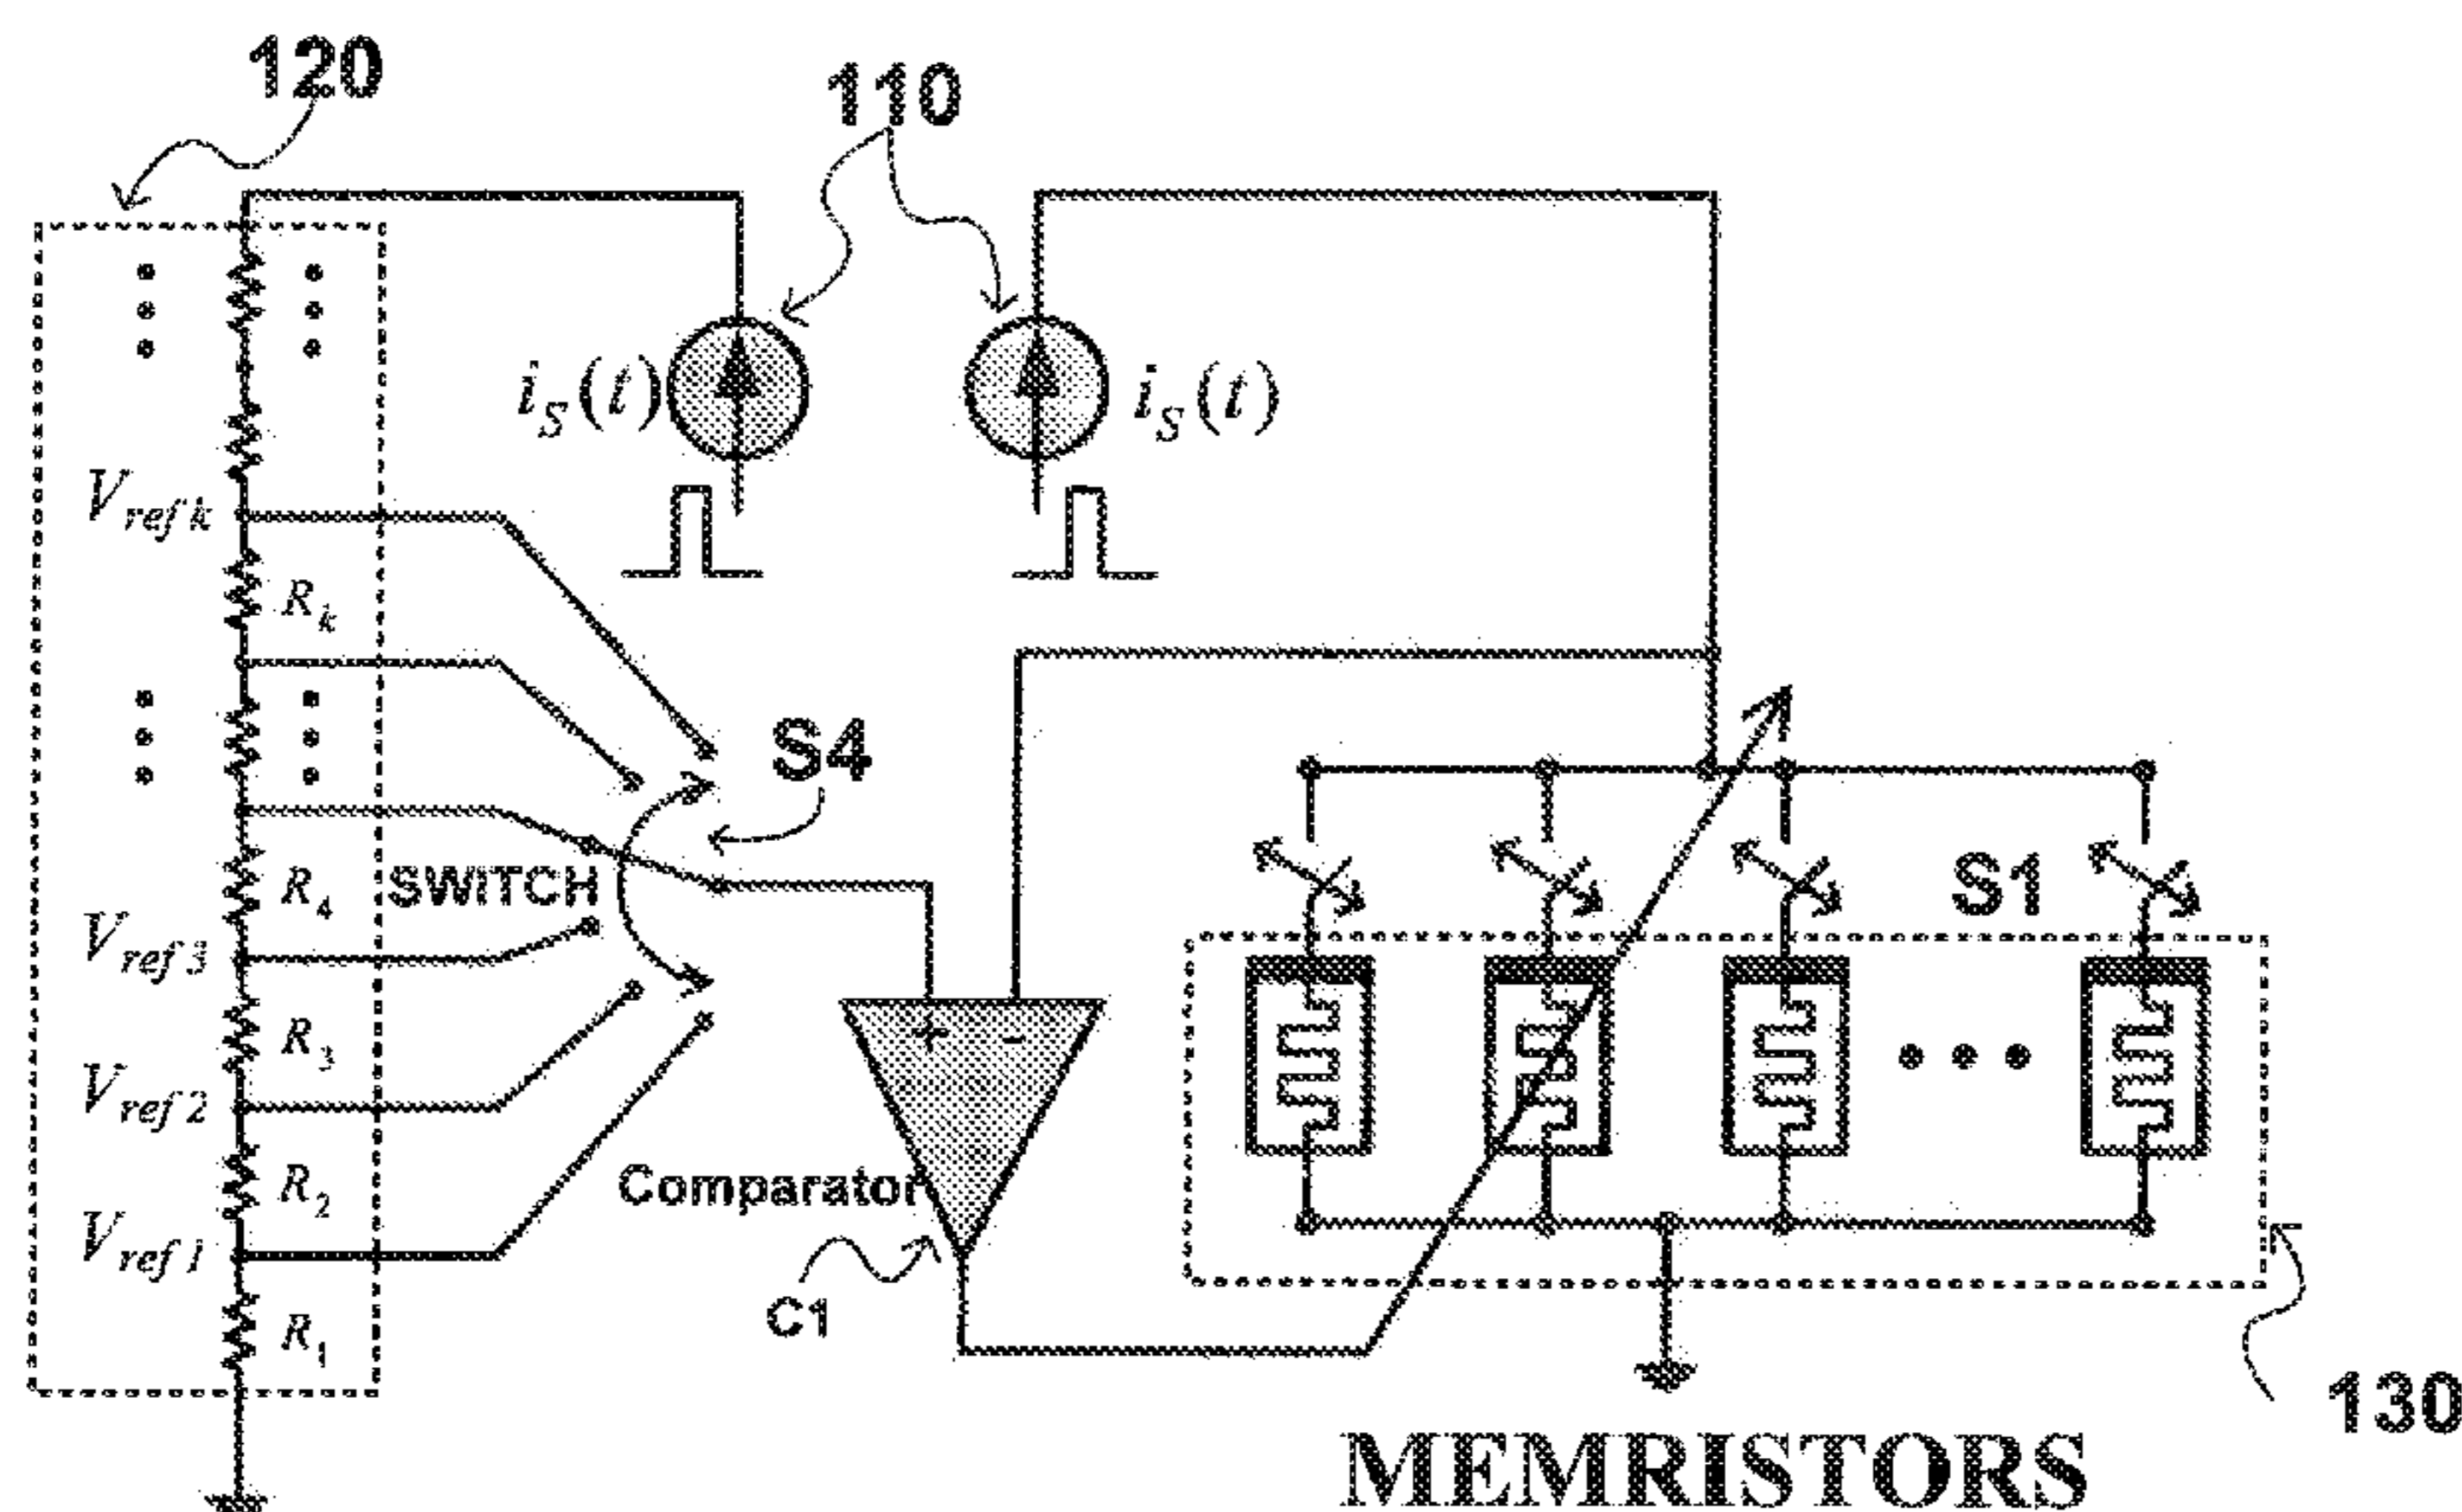 120
110
i_S(t)
i_S(t)
V_ref k
R_k
S4
SWITCH
R_4
S1
V_ref 3
R_3
+ -
V_ref 2
R_2
Comparator
V_ref 1
C1
R_1
130
MEMRISTORS